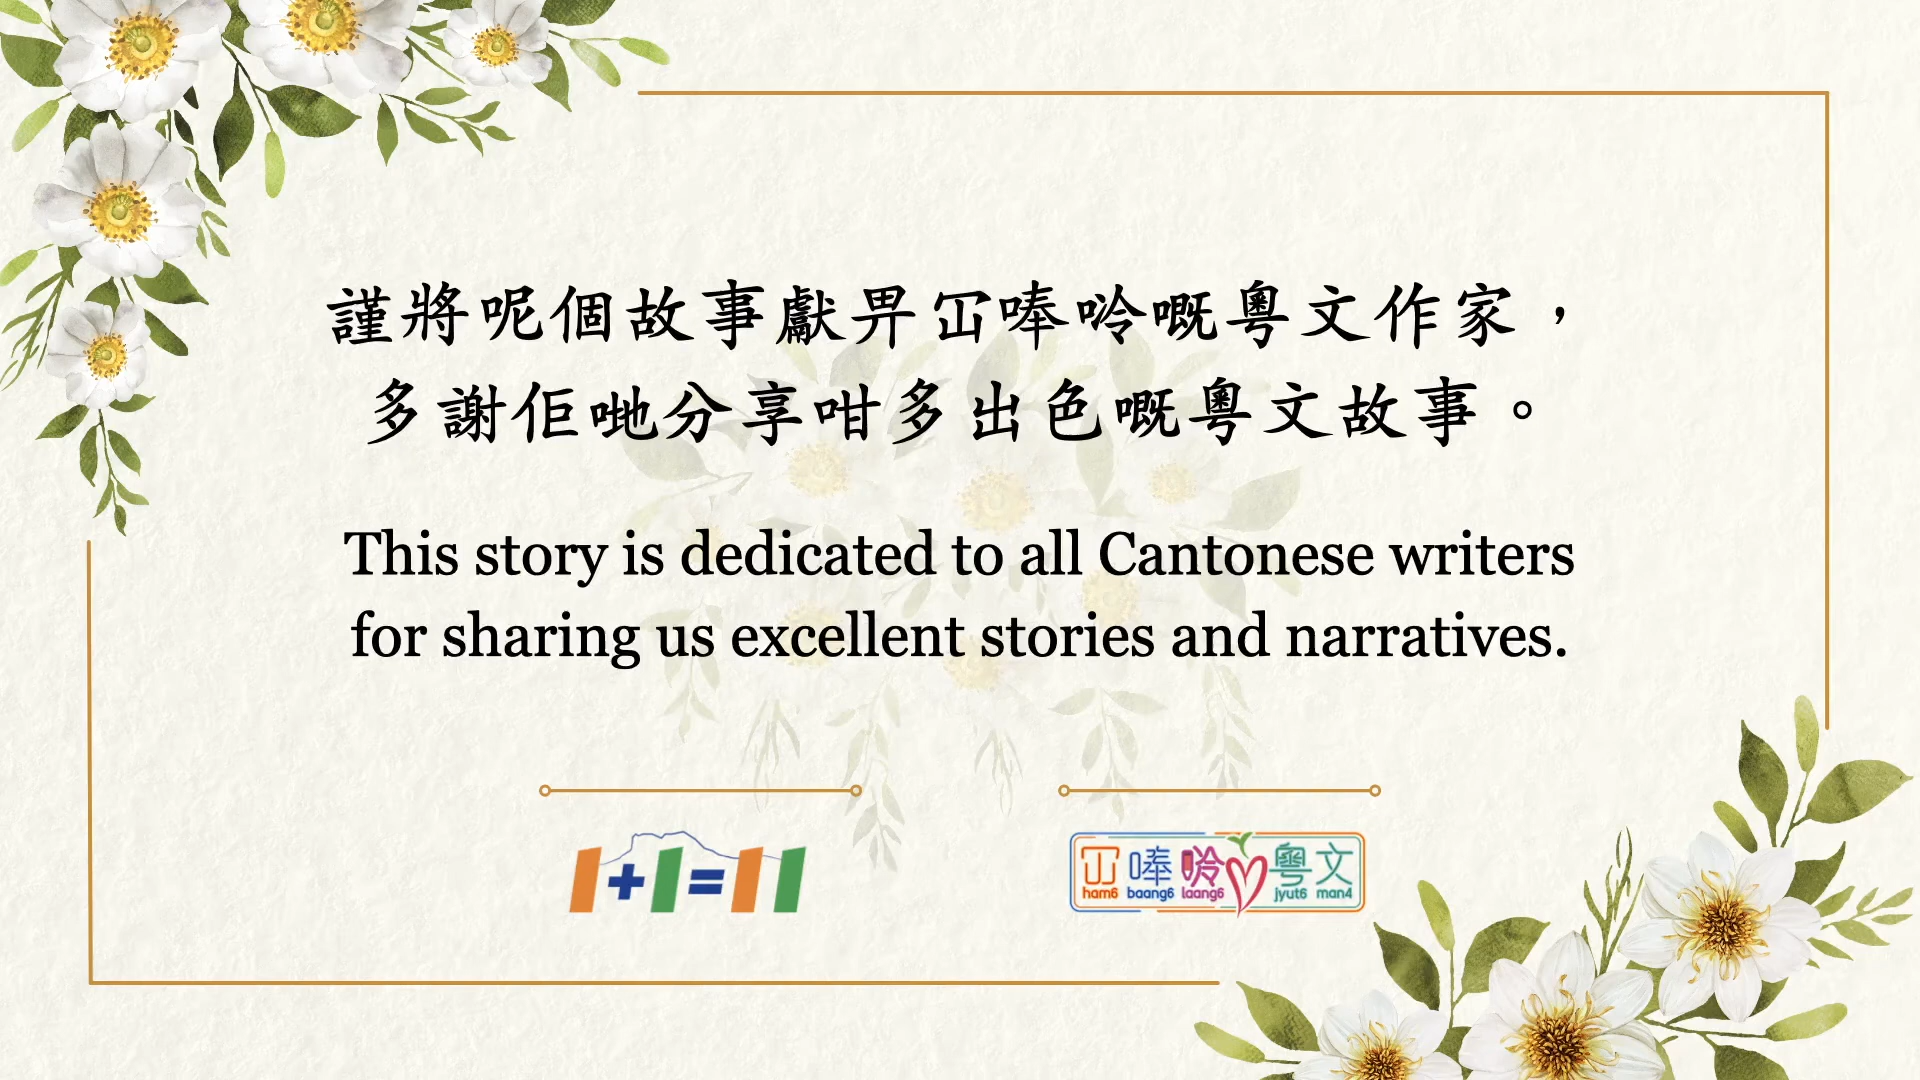 謹將呢個故事獻畀冚唪唥嘅粵文作家，
多謝佢哋分享咁多出色嘅粵文故事。
This story is dedicated to all Cantonese writers
for sharing us excellent stories and narratives.
1+1=11
冚唪唥粵文
ham6 baang6 laang6 jyut6 man4